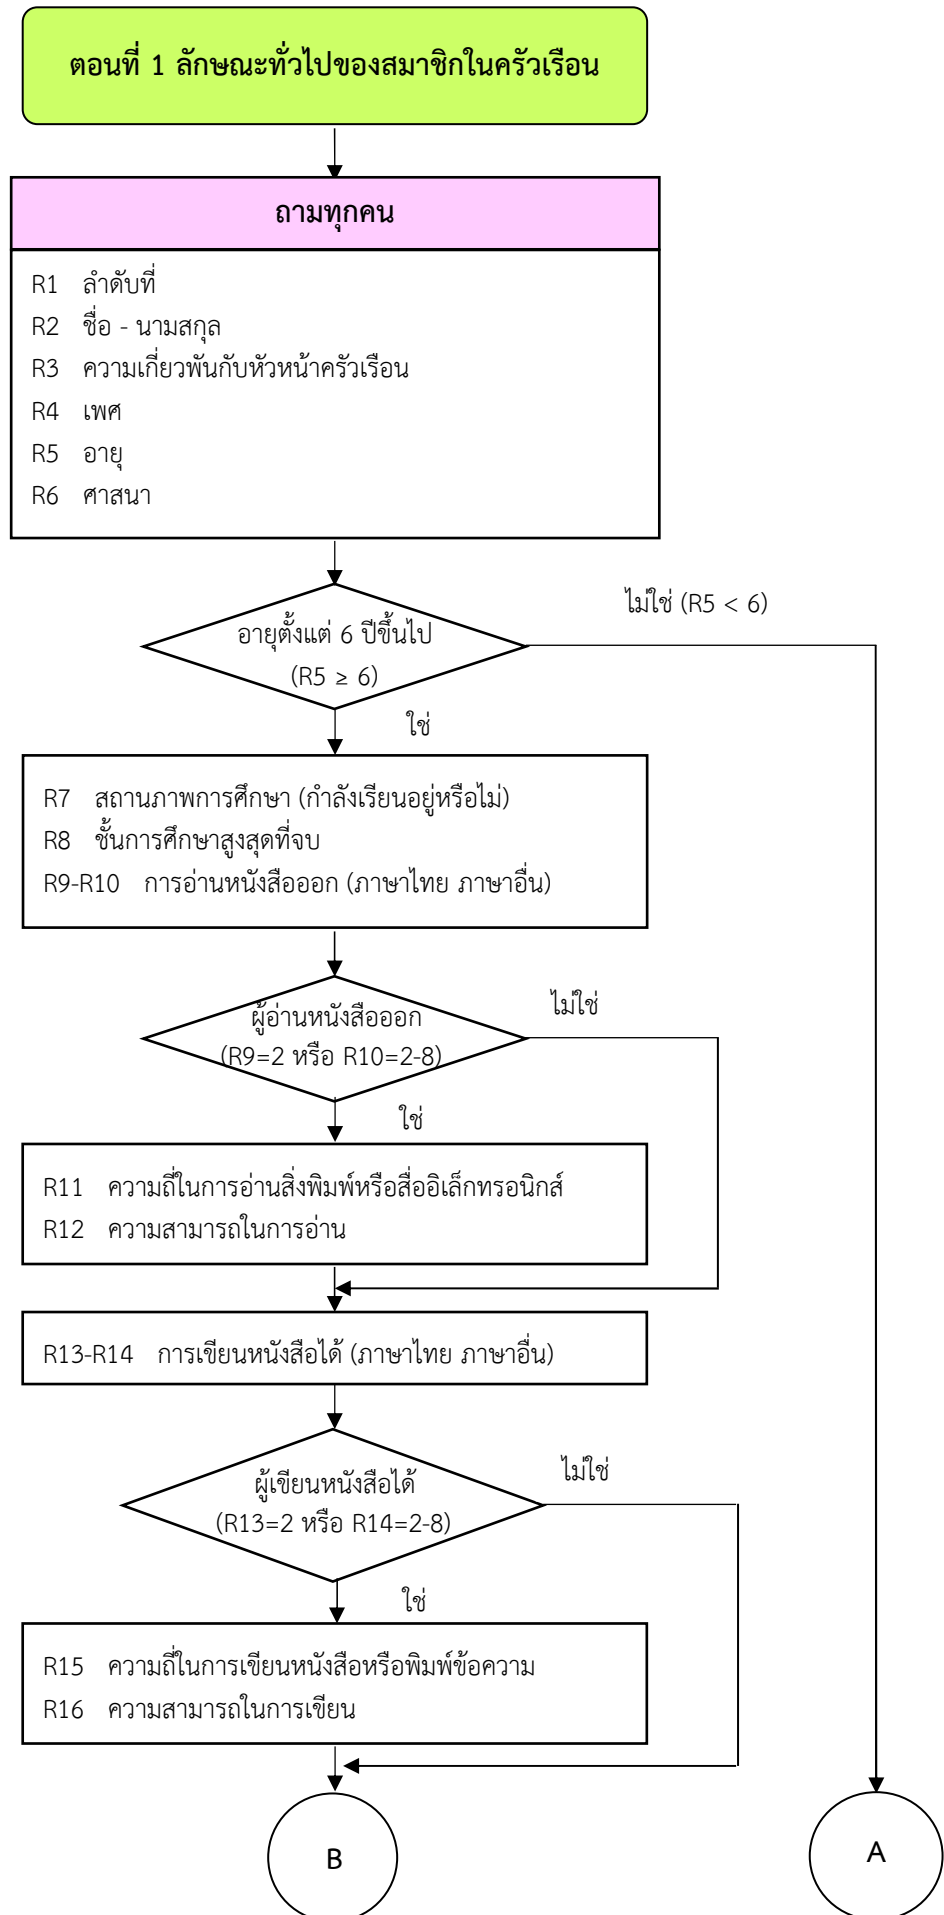 ตอนที่ 1 ลักษณะทั่วไปของสมาชิกในครัวเรือน
ถามทุกคน
R1 ลำดับที่
R2 ชื่อ - นามสกุล
R3 ความเกี่ยวพันกับหัวหน้าครัวเรือน
R4 เพศ
R5 อายุ
R6 ศาสนา
ไม่ใช่ (R5 < 6)
อายุตั้งแต่ 6 ปีขึ้นไป
(R5 ≥ 6)
ใช่
R7 สถานภาพการศึกษา (กำลังเรียนอยู่หรือไม่)
R8 ชั้นการศึกษาสูงสุดที่จบ
R9-R10 การอ่านหนังสือออก (ภาษาไทย ภาษาอื่น)
ไม่ใช่
ผู้อ่านหนังสือออก
(R9=2 หรือ R10=2-8)
ใช่
R11 ความถี่ในการอ่านสิ่งพิมพ์หรือสื่ออิเล็กทรอนิกส์
R12 ความสามารถในการอ่าน
R13-R14 การเขียนหนังสือได้ (ภาษาไทย ภาษาอื่น)
ไม่ใช่
ผู้เขียนหนังสือได้
(R13=2 หรือ R14=2-8)
ใช่
R15 ความถี่ในการเขียนหนังสือหรือพิมพ์ข้อความ
R16 ความสามารถในการเขียน
B
A